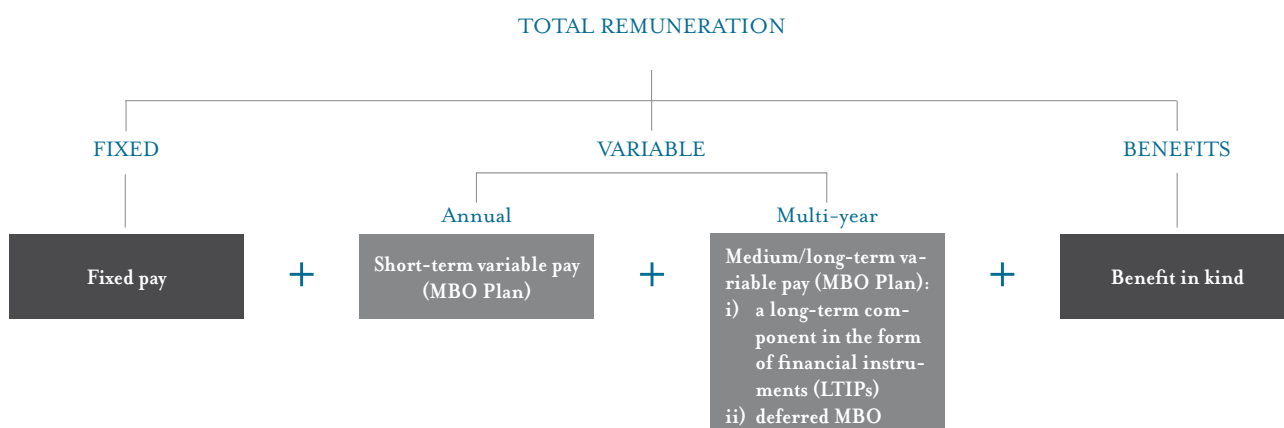 TOTAL REMUNERATION
FIXED
VARIABLE
BENEFITS
Annual
Multi-year
Fixed pay
+
Short-term variable pay
(MBO Plan)
+
Medium/long-term va-
riable pay (MBO Plan):
i) a long-term com-
ponent in the form
of financial instru-
ments (LTIPs)
ii) deferred MBO
+
Benefit in kind